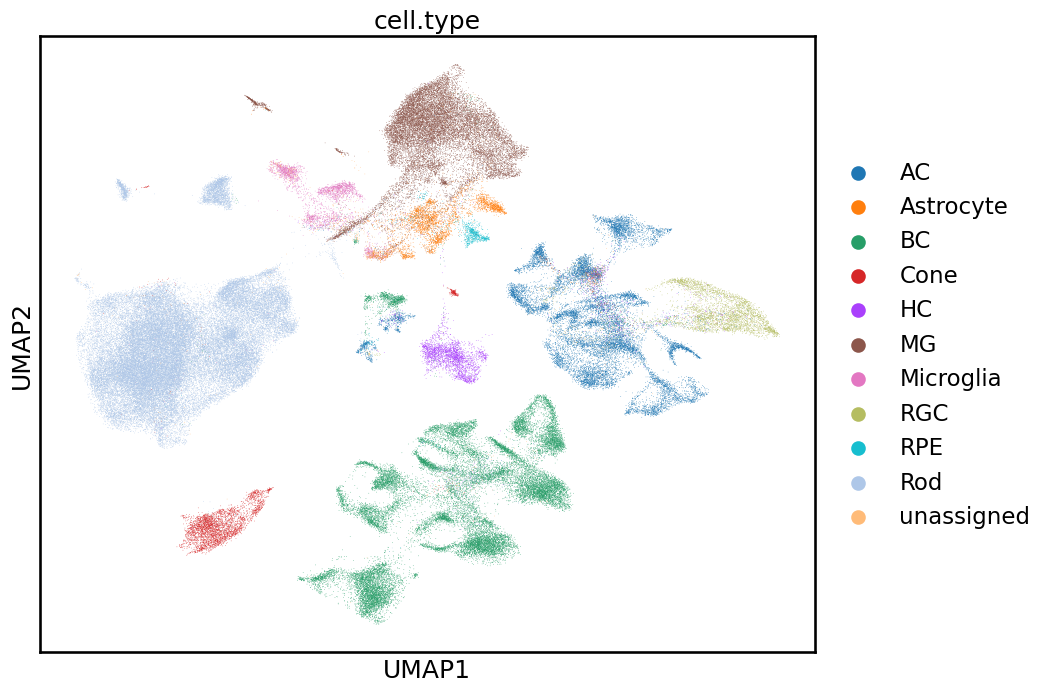 cell.type
UMAP2
UMAP1
AC
Astrocyte
BC
Cone
HC
MG
Microglia
RGC
RPE
Rod
unassigned